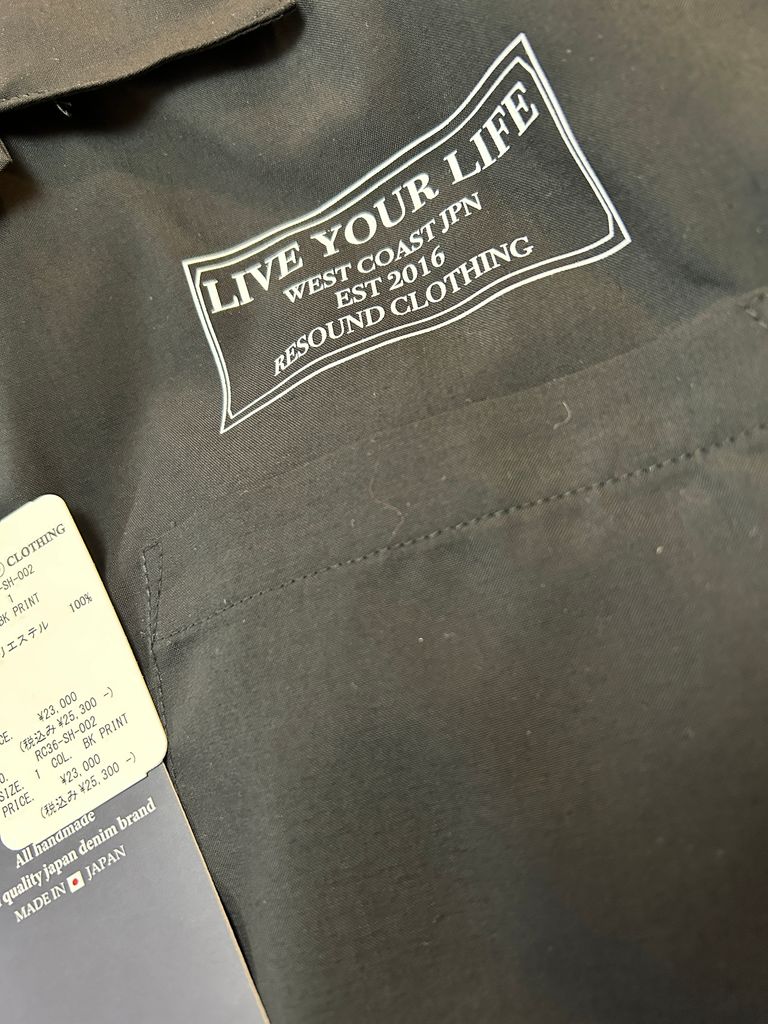 LIVE YOUR LIFE
WEST COAST JPN
EST 2016
RESOUND CLOTHING
CLOTHING
-SH-002
1
BK PRINT
リエステル 100%
CE. ¥23,000
(税込み¥25,300 -)
O. RC36-SH-002
SIZE. 1 COL. BK PRINT
PRICE. ¥23,000
(税込み¥25,300 -)
All handmade
quality japan denim brand
MADE IN JAPAN